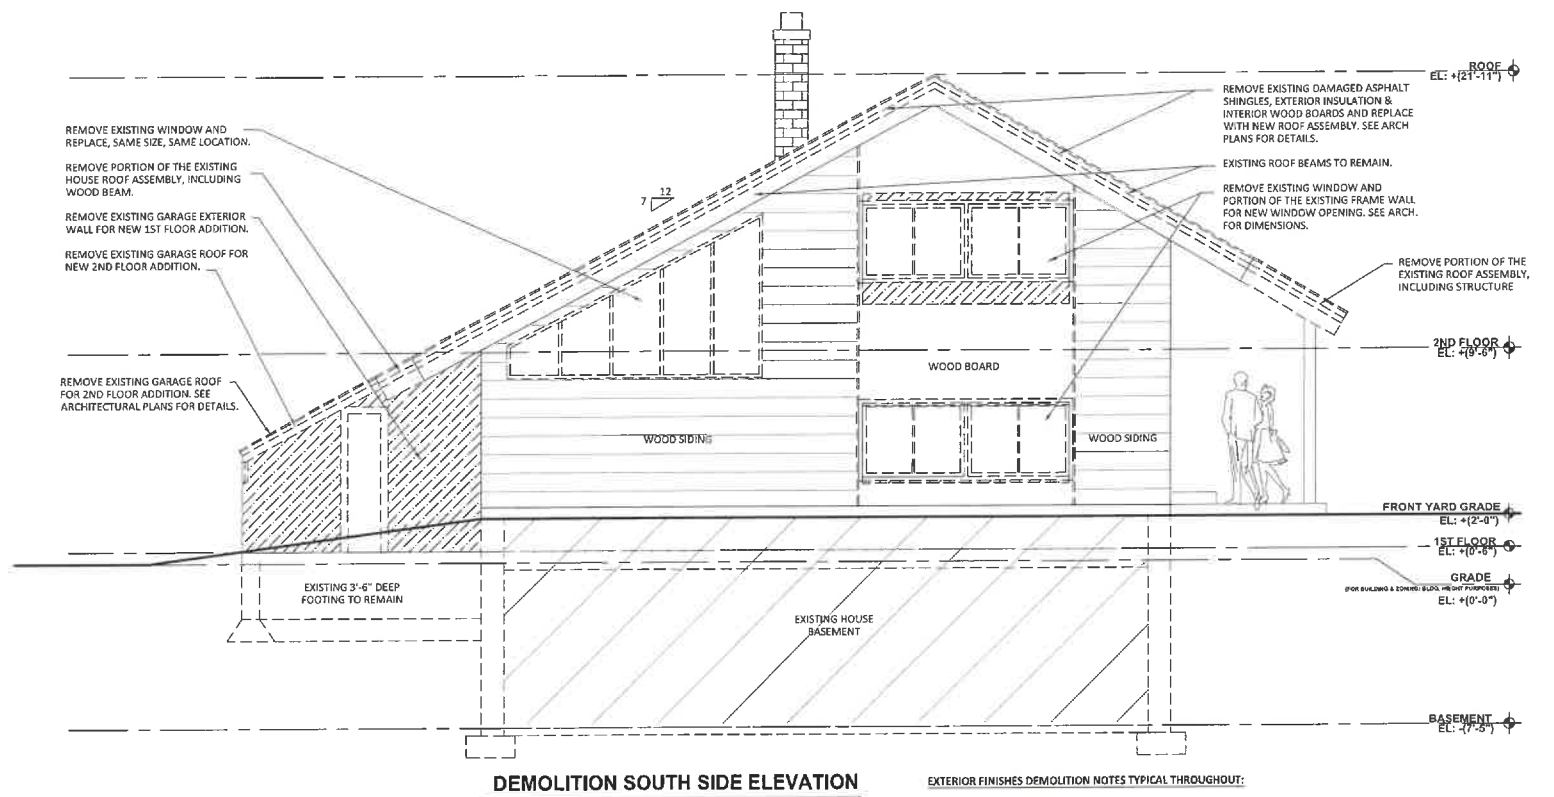 ROOF
EL: +(21'-11")
REMOVE EXISTING DAMAGED ASPHALT
SHINGLES, EXTERIOR INSULATION &
INTERIOR WOOD BOARDS AND REPLACE
WITH NEW ROOF ASSEMBLY. SEE ARCH
PLANS FOR DETAILS.
EXISTING ROOF BEAMS TO REMAIN.
REMOVE EXISTING WINDOW AND
PORTION OF THE EXISTING FRAME WALL
FOR NEW WINDOW OPENING. SEE ARCH.
FOR DIMENSIONS.
REMOVE PORTION OF THE
EXISTING ROOF ASSEMBLY,
INCLUDING STRUCTURE
REMOVE EXISTING WINDOW AND
REPLACE, SAME SIZE, SAME LOCATION.
REMOVE PORTION OF THE EXISTING
HOUSE ROOF ASSEMBLY, INCLUDING
WOOD BEAM.
REMOVE EXISTING GARAGE EXTERIOR
WALL FOR NEW 1ST FLOOR ADDITION.
REMOVE EXISTING GARAGE ROOF FOR
NEW 2ND FLOOR ADDITION.
REMOVE EXISTING GARAGE ROOF
FOR 2ND FLOOR ADDITION. SEE
ARCHITECTURAL PLANS FOR DETAILS.
12
7
2ND FLOOR
EL: +(9'-6")
WOOD BOARD
WOOD SIDING
WOOD SIDING
FRONT YARD GRADE
EL: +(2'-0")
1ST FLOOR
EL: +(0'-6")
GRADE
(FOR BUILDING & ZONING: BLDG. HEIGHT PURPOSES)
EL: +(0'-0")
EXISTING 3'-6" DEEP
FOOTING TO REMAIN
EXISTING HOUSE
BASEMENT
BASEMENT
EL: -(7'-5")
DEMOLITION SOUTH SIDE ELEVATION
EXTERIOR FINISHES DEMOLITION NOTES TYPICAL THROUGHOUT: